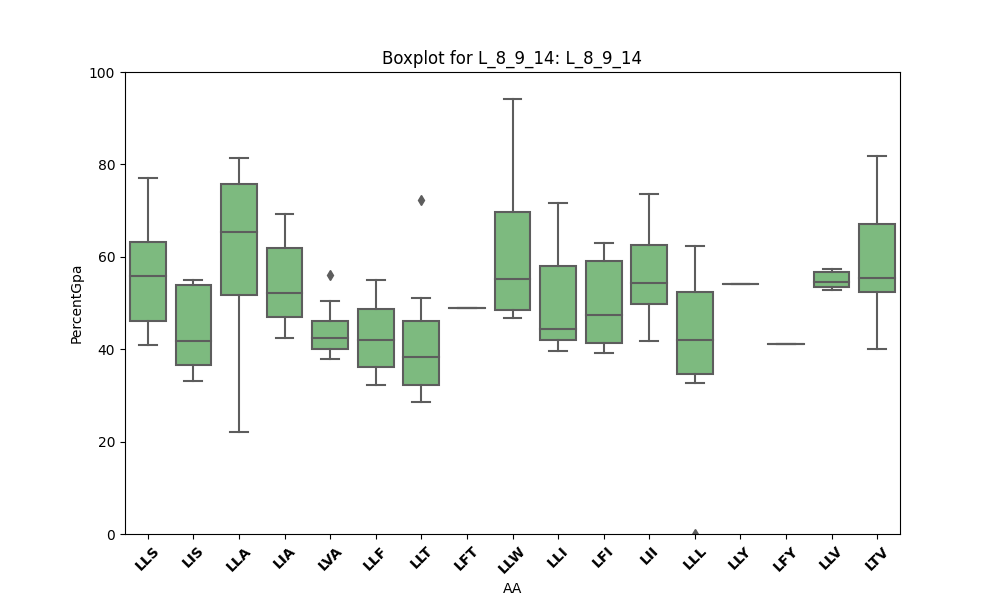 Boxplot for L_8_9_14: L_8_9_14
PercentGpa
100
80
60
40
20
0
LLS LIS LLA LIA LVA LLF LLT LFT LLW LLI LFI LII LLL LLY LFY LLV LTV
AA